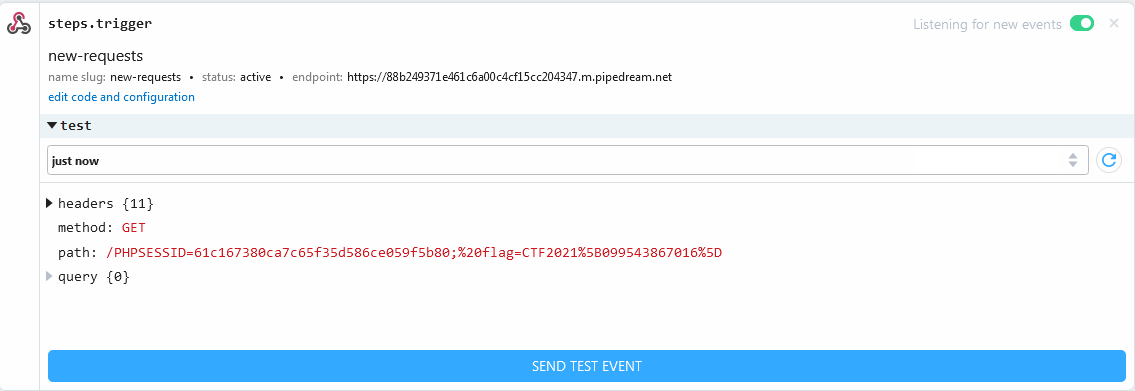 steps.trigger
Listening for new events
new-requests
name slug: new-requests • status: active • endpoint: https://88b249371e461c6a00c4cf15cc204347.m.pipedream.net
edit code and configuration
test
just now
headers {11}
method: GET
path: /PHPSESSID=61c167380ca7c65f35d586ce059f5b80;%20flag=CTF2021%5B099543867016%5D
query {0}
SEND TEST EVENT